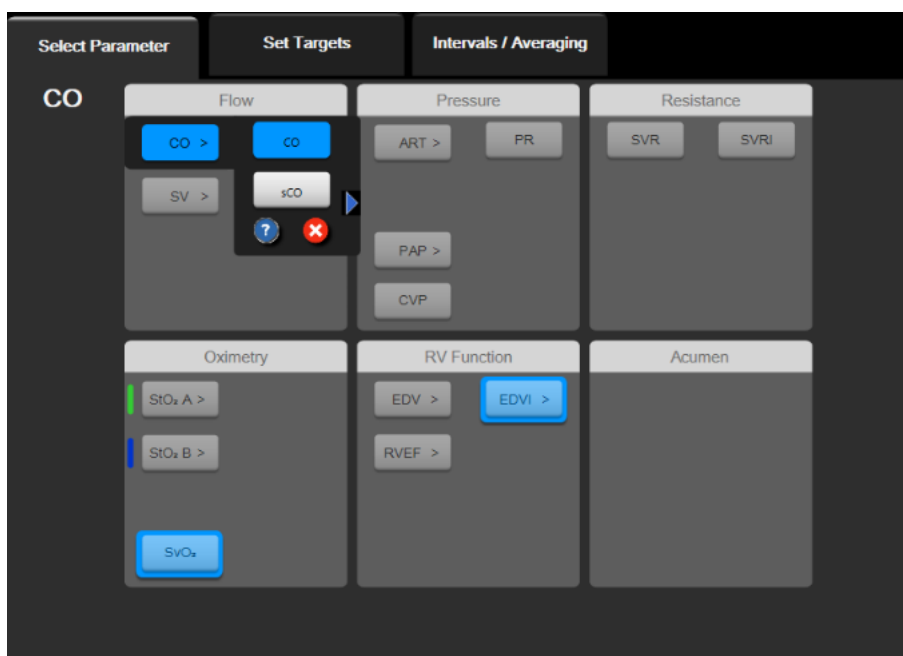 Select Parameter
Set Targets
Intervals / Averaging
CO
Flow
CO >
CO
SV >
sCO
?
Pressure
ART >
PR
PAP >
CVP
Resistance
SVR
SVRI
Oximetry
StO₂ A >
StO₂ B >
SvO₂
RV Function
EDV >
EDVI >
RVEF >
Acumen